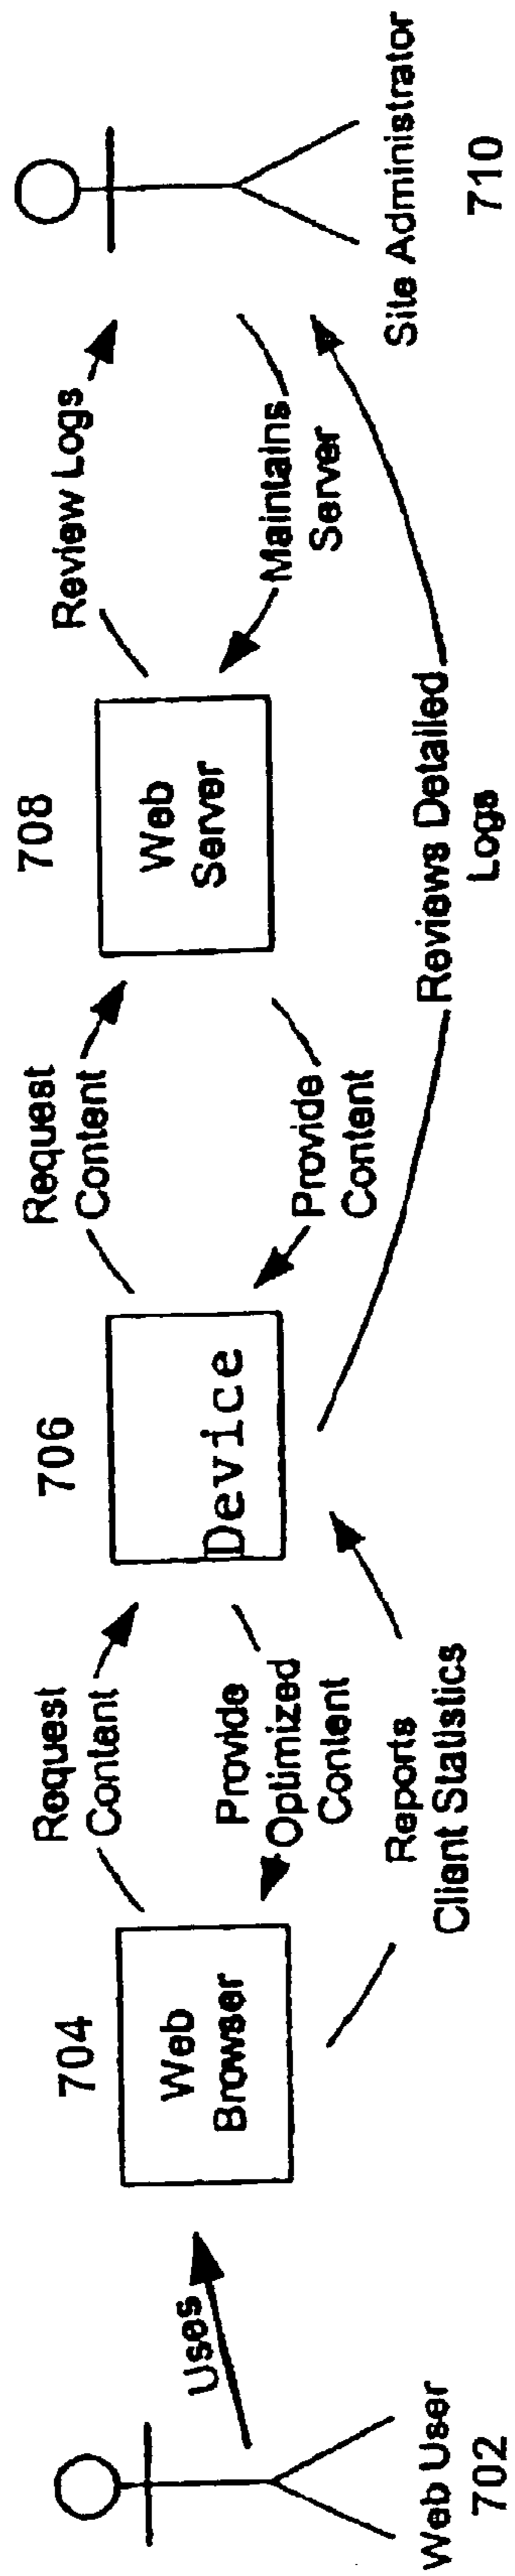 Web User
702
Uses
704
Web
Browser
Request
Content
Provide
Optimized
Content
Reports
Client Statistics
706
Device
Request
Content
Provide
Content
708
Web
Server
Review Logs
Maintains
Server
Reviews Detailed
Logs
Site Administrator
710